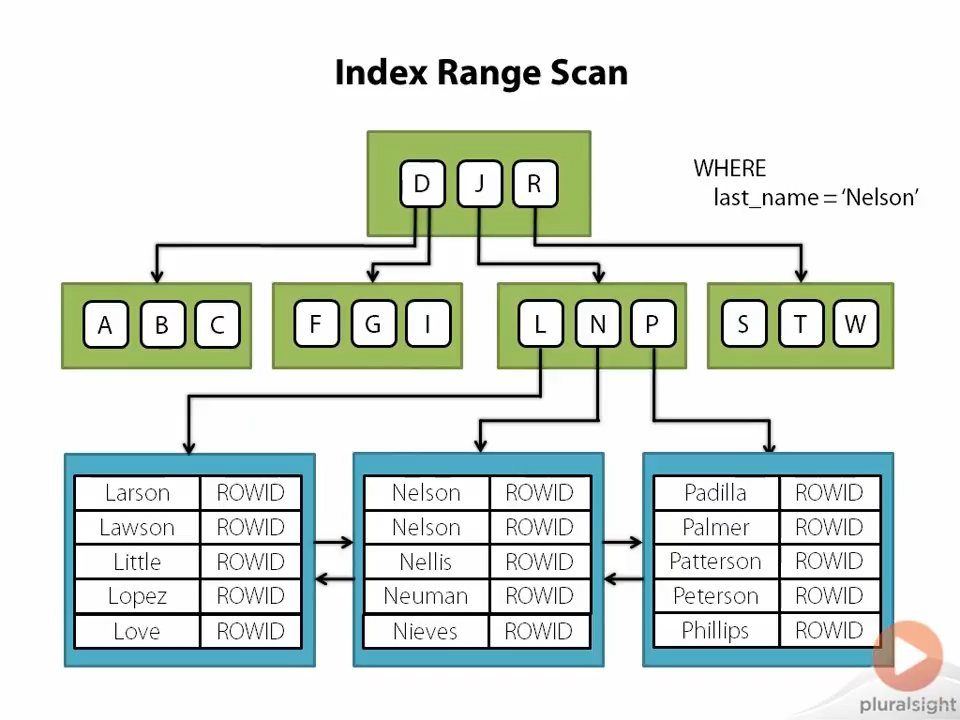 Index Range Scan
WHERE
last_name = ‘Nelson’
D J R
A B C
F G I
L N P
S T W
Larson ROWID
Lawson ROWID
Little ROWID
Lopez ROWID
Love ROWID
Nelson ROWID
Nelson ROWID
Nellis ROWID
Neuman ROWID
Nieves ROWID
Padilla ROWID
Palmer ROWID
Patterson ROWID
Peterson ROWID
Phillips ROWID
pluralsight